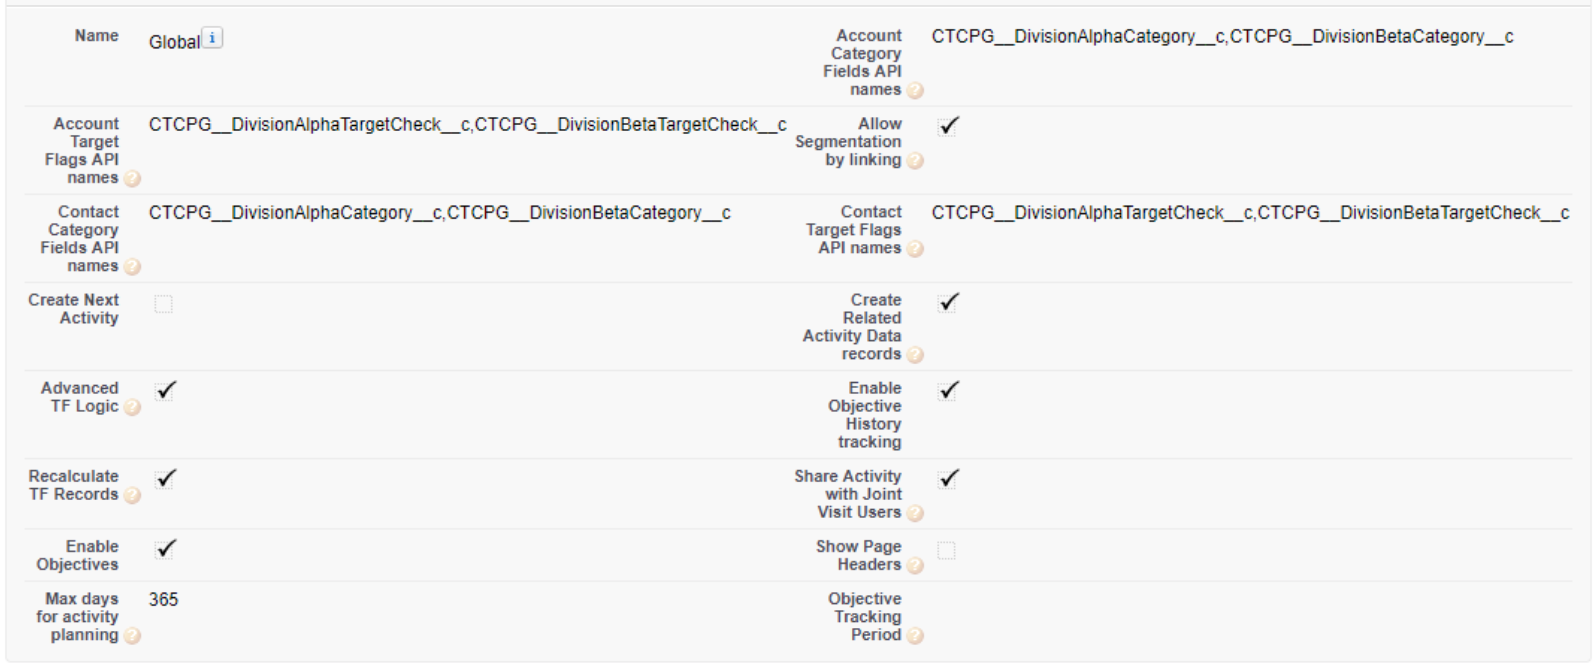 Name
Global
Account
Category
Fields API
names
CTCPG__DivisionAlphaCategory__c,CTCPG__DivisionBetaCategory__c
Account
Target
Flags API
names
CTCPG__DivisionAlphaTargetCheck__c,CTCPG__DivisionBetaTargetCheck__c
Allow
Segmentation
by linking
Contact
Category
Fields API
names
CTCPG__DivisionAlphaCategory__c,CTCPG__DivisionBetaCategory__c
Contact
Target Flags
API names
CTCPG__DivisionAlphaTargetCheck__c,CTCPG__DivisionBetaTargetCheck__c
Create Next
Activity
Create
Related
Activity Data
records
Advanced
TF Logic
Enable
Objective
History
tracking
Recalculate
TF Records
Share Activity
with Joint
Visit Users
Enable
Objectives
Show Page
Headers
Max days
for activity
planning
365
Objective
Tracking
Period